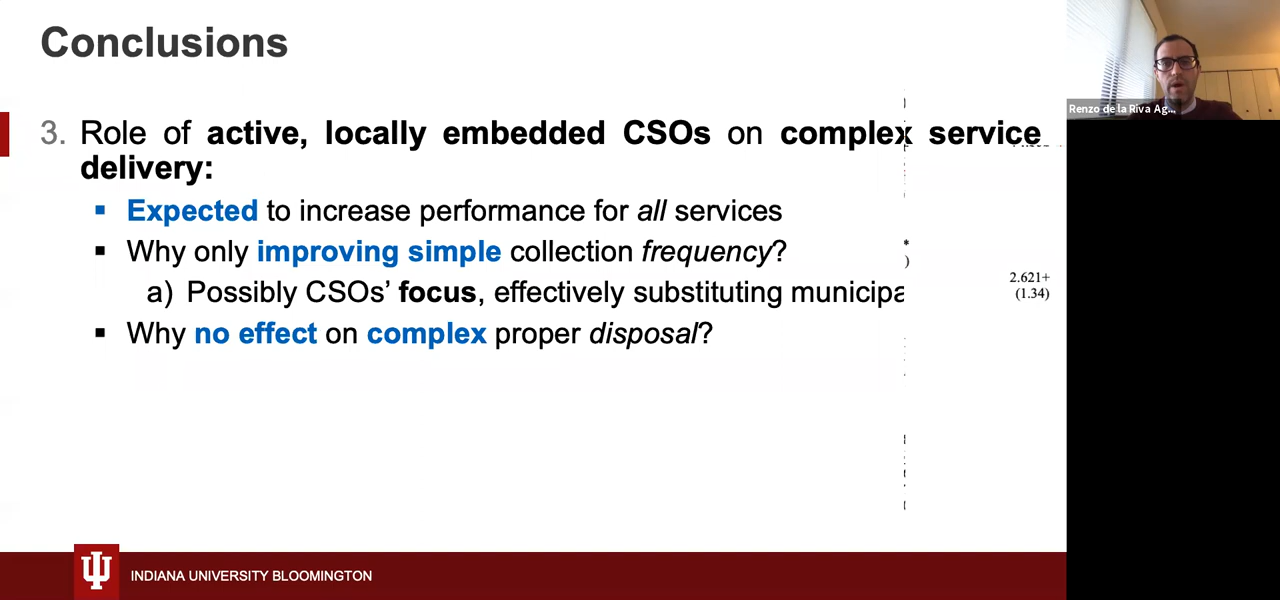 Conclusions
Renzo de la Riva Ag...
3. Role of active, locally embedded CSOs on complex service
delivery:
Expected to increase performance for all services
Why only improving simple collection frequency?
*
)
2.621+
a) Possibly CSOs' focus, effectively substituting municipa
(1.34)
Why no effect on complex proper disposal?
INDIANA UNIVERSITY BLOOMINGTON